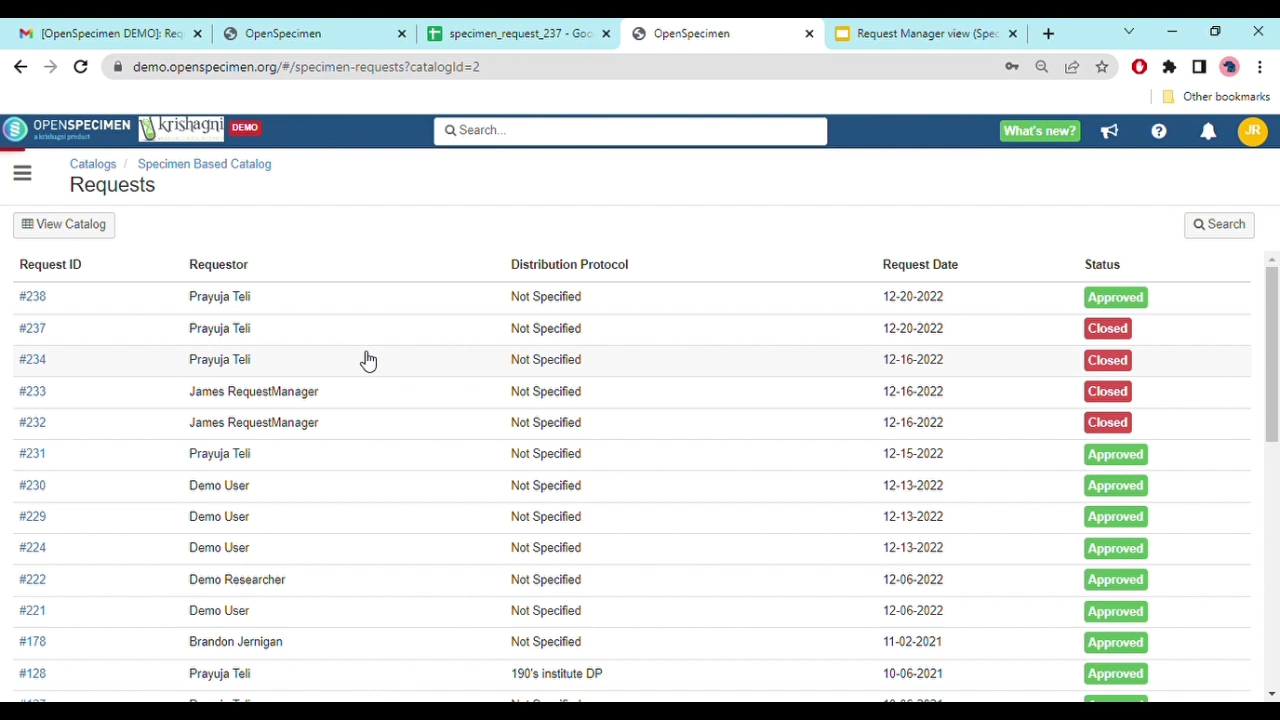 [OpenSpecimen DEMO]: Req
OpenSpecimen
specimen_request_237 - Goo
OpenSpecimen
Request Manager view (Spec
demo.openspecimen.org/#/specimen-requests?catalogId=2
Other bookmarks
OPENSPECIMEN
a krishagni product
krishagni
DEMO
Search...
What's new?
JR
Catalogs / Specimen Based Catalog
Requests
View Catalog
Search
Request ID Requestor Distribution Protocol Request Date Status
#238 Prayuja Teli Not Specified 12-20-2022 Approved
#237 Prayuja Teli Not Specified 12-20-2022 Closed
#234 Prayuja Teli Not Specified 12-16-2022 Closed
#233 James RequestManager Not Specified 12-16-2022 Closed
#232 James RequestManager Not Specified 12-16-2022 Closed
#231 Prayuja Teli Not Specified 12-15-2022 Approved
#230 Demo User Not Specified 12-13-2022 Approved
#229 Demo User Not Specified 12-13-2022 Approved
#224 Demo User Not Specified 12-13-2022 Approved
#222 Demo Researcher Not Specified 12-06-2022 Approved
#221 Demo User Not Specified 12-06-2022 Approved
#178 Brandon Jernigan Not Specified 11-02-2021 Approved
#128 Prayuja Teli 190's institute DP 10-06-2021 Approved